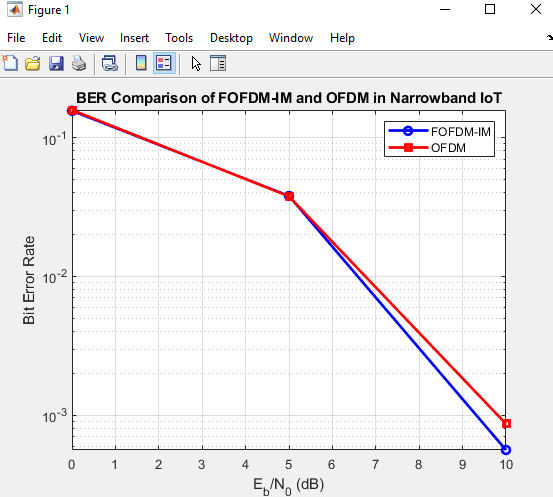 Figure 1
File Edit View Insert Tools Desktop Window Help
BER Comparison of FOFDM-IM and OFDM in Narrowband IoT
FOFDM-IM
OFDM
10-1
10-2
10-3
Bit Error Rate
0 1 2 3 4 5 6 7 8 9 10
Eb/N0 (dB)